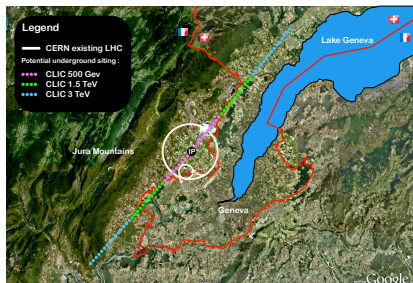 Legend
CERN existing LHC
Potential underground siting :
CLIC 500 Gev
CLIC 1.5 TeV
CLIC 3 TeV
Lake Geneva
IP
Jura Mountains
Geneva
Google